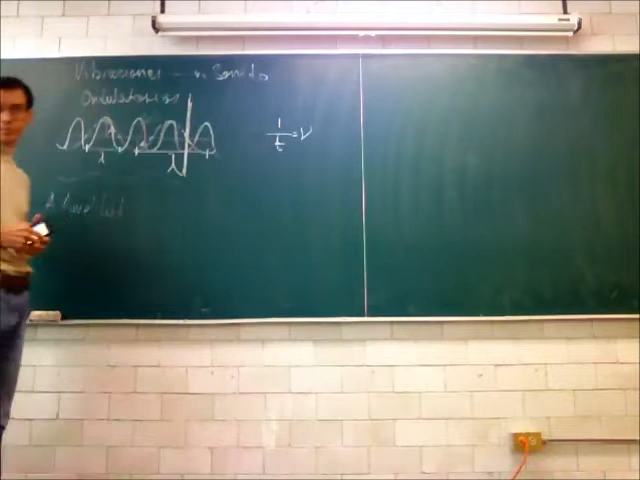 Vibraciones Sonido
Ondulatorias
1/t = ν
λ
λ